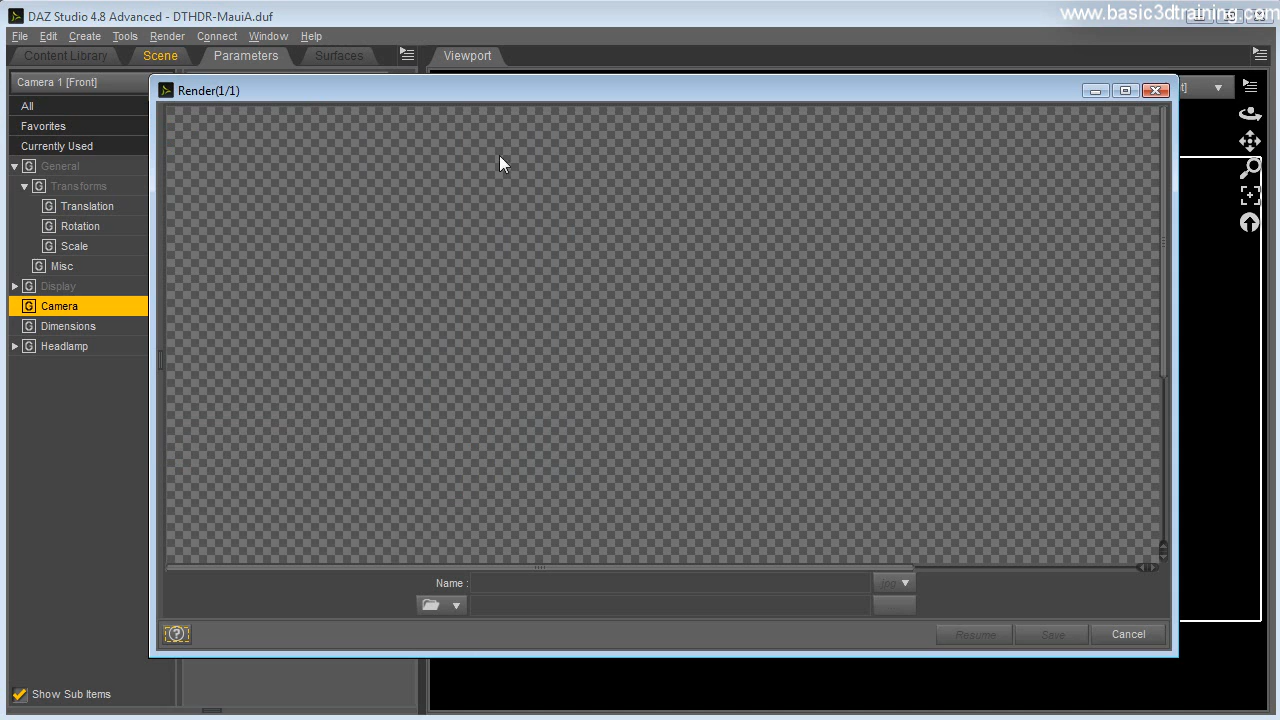 DAZ Studio 4.8 Advanced - DTHDR-MauiA.duf
www.basic3dtraining.com
File Edit Create Tools Render Connect Window Help
Content Library Scene Parameters Surfaces Viewport
Camera 1 [Front]
t]
Render(1/1)
All
Favorites
Currently Used
General
Transforms
Translation
Rotation
Scale
Misc
Display
Camera
Dimensions
Headlamp
Name :
.jpg
Resume Save Cancel
Show Sub Items